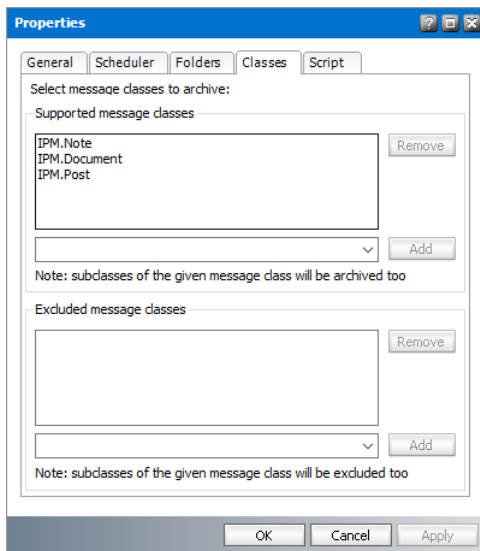 Properties
General Scheduler Folders Classes Script
Select message classes to archive:
Supported message classes
IPM.Note
IPM.Document
IPM.Post
Remove
Add
Note: subclasses of the given message class will be archived too
Excluded message classes
Remove
Add
Note: subclasses of the given message class will be excluded too
OK Cancel Apply